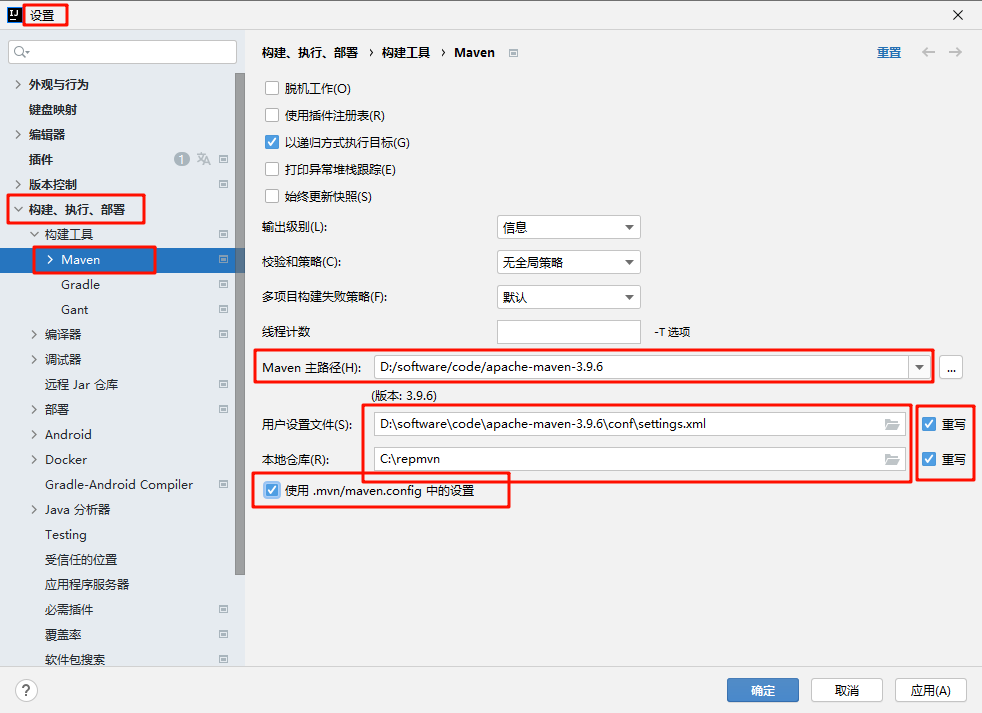 设置
构建、执行、部署 › 构建工具 › Maven
重置
外观与行为
键盘映射
编辑器
插件 1
版本控制
构建、执行、部署
构建工具
Maven
Gradle
Gant
编译器
调试器
远程 Jar 仓库
部署
Android
Docker
Gradle-Android Compiler
Java 分析器
Testing
受信任的位置
应用程序服务器
必需插件
覆盖率
软件包搜索
脱机工作(O)
使用插件注册表(R)
以递归方式执行目标(G)
打印异常堆栈跟踪(E)
始终更新快照(S)
输出级别(L): 信息
校验和策略(C): 无全局策略
多项目构建失败策略(F): 默认
线程计数 -T 选项
Maven 主路径(H): D:/software/code/apache-maven-3.9.6 ...
(版本: 3.9.6)
用户设置文件(S): D:\software\code\apache-maven-3.9.6\conf\settings.xml 重写
本地仓库(R): C:\repmvn 重写
使用 .mvn/maven.config 中的设置
? 确定 取消 应用(A)